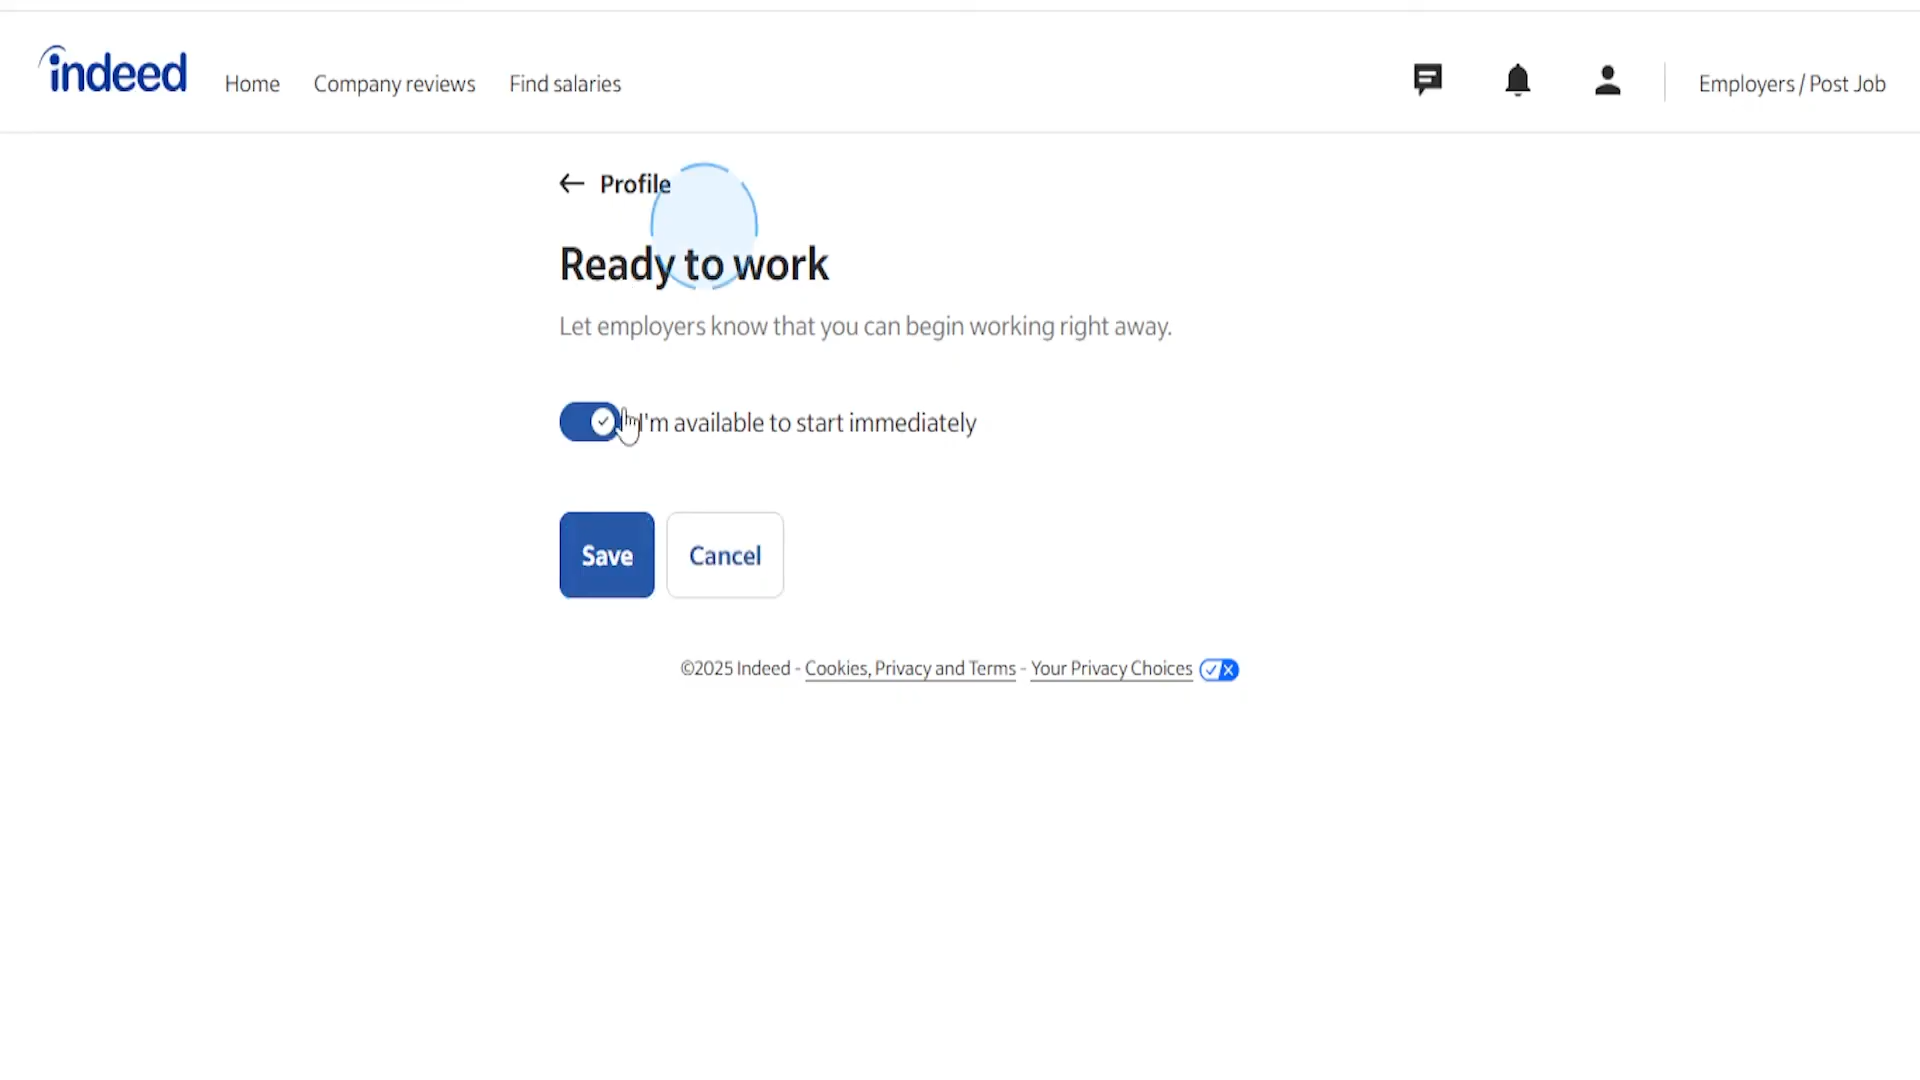 indeed
Home Company reviews Find salaries
Employers / Post Job
Profile
Ready to work
Let employers know that you can begin working right away.
I'm available to start immediately
Save Cancel
©2025 Indeed - Cookies, Privacy and Terms - Your Privacy Choices